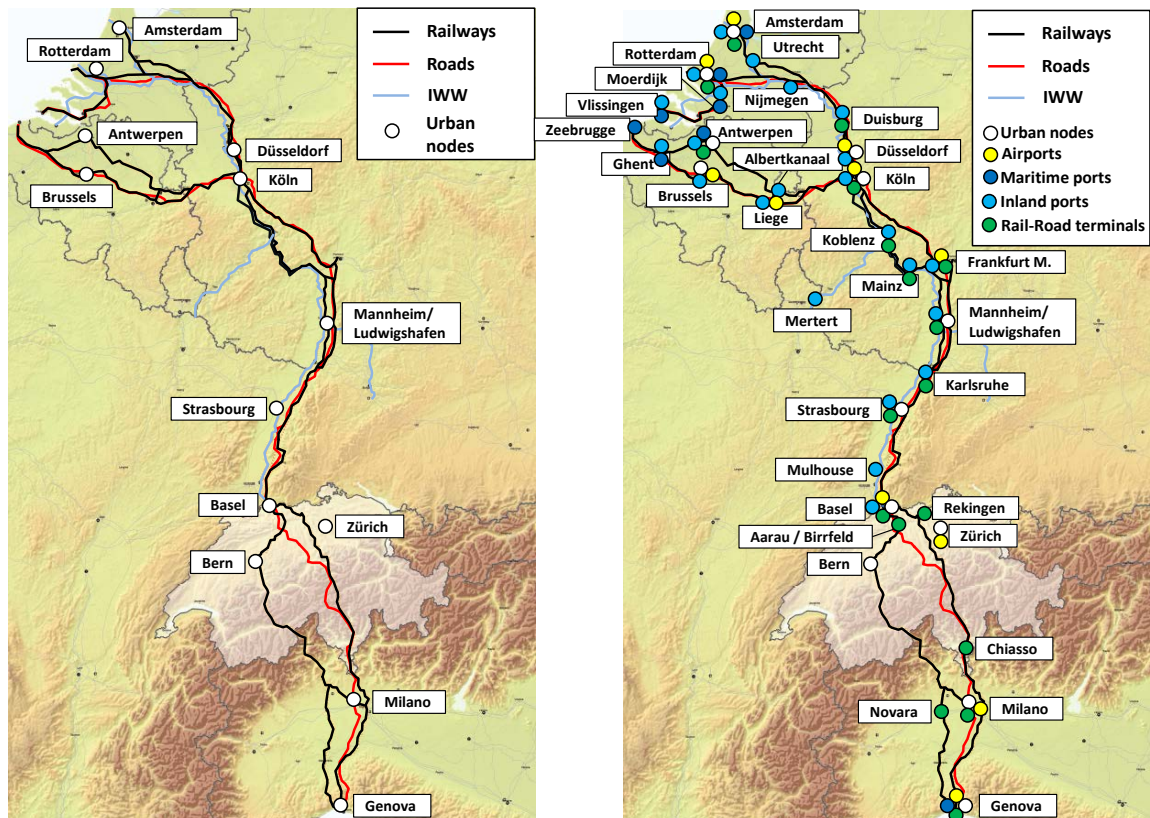 Amsterdam
Rotterdam
Antwerpen
Brussels
Düsseldorf
Köln
Mannheim/
Ludwigshafen
Strasbourg
Basel
Zürich
Bern
Milano
Genova
Railways
Roads
IWW
Urban
nodes
Amsterdam
Rotterdam
Utrecht
Moerdijk
Vlissingen
Nijmegen
Zeebrugge
Antwerpen
Duisburg
Ghent
Albertkanaal
Düsseldorf
Brussels
Köln
Liege
Koblenz
Frankfurt M.
Mainz
Mertert
Mannheim/
Ludwigshafen
Karlsruhe
Strasbourg
Mulhouse
Basel
Rekingen
Aarau / Birrfeld
Zürich
Bern
Chiasso
Novara
Milano
Genova
Railways
Roads
IWW
Urban nodes
Airports
Maritime ports
Inland ports
Rail-Road terminals